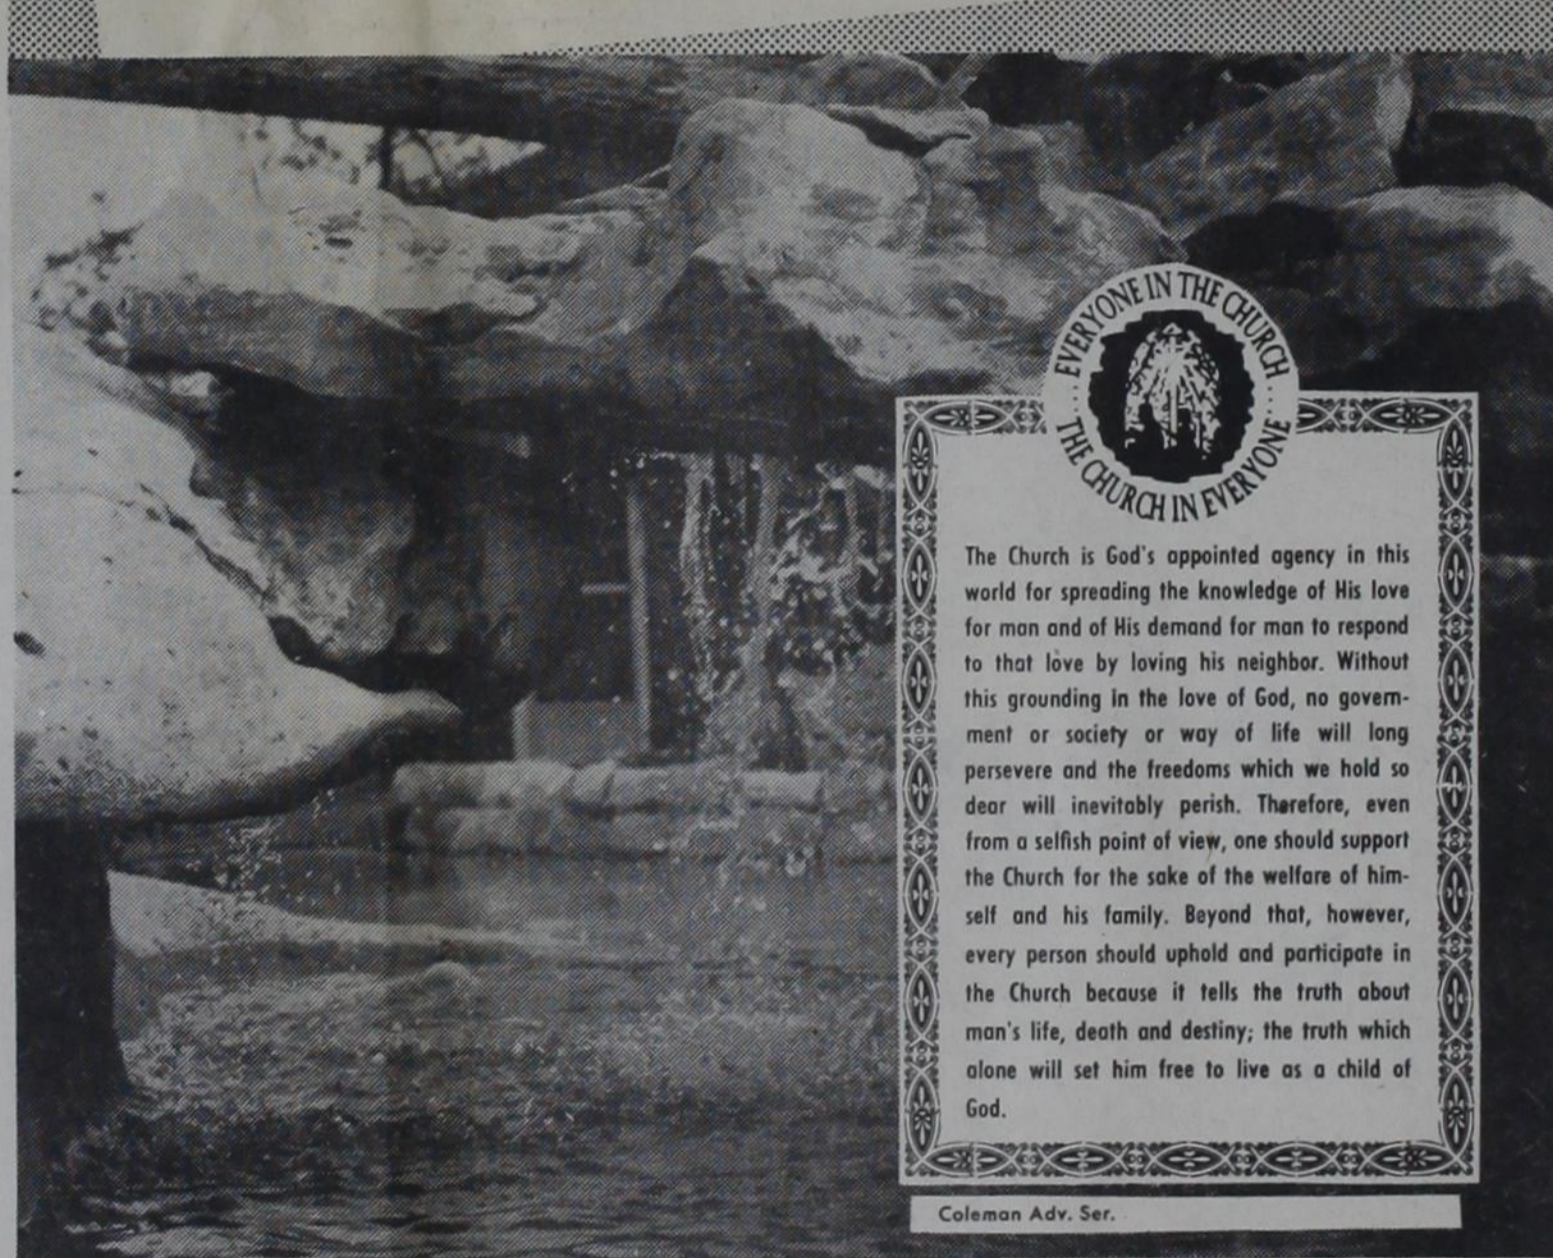 EVERYONE IN THE CHURCH
THE CHURCH IN EVERYONE
The Church is God's appointed agency in this
world for spreading the knowledge of His love
for man and of His demand for man to respond
to that love by loving his neighbor. Without
this grounding in the love of God, no govern-
ment or society or way of life will long
persevere and the freedoms which we hold so
dear will inevitably perish. Therefore, even
from a selfish point of view, one should support
the Church for the sake of the welfare of him-
self and his family. Beyond that, however,
every person should uphold and participate in
the Church because it tells the truth about
man's life, death and destiny; the truth which
alone will set him free to live as a child of
God.
Coleman Adv. Ser.